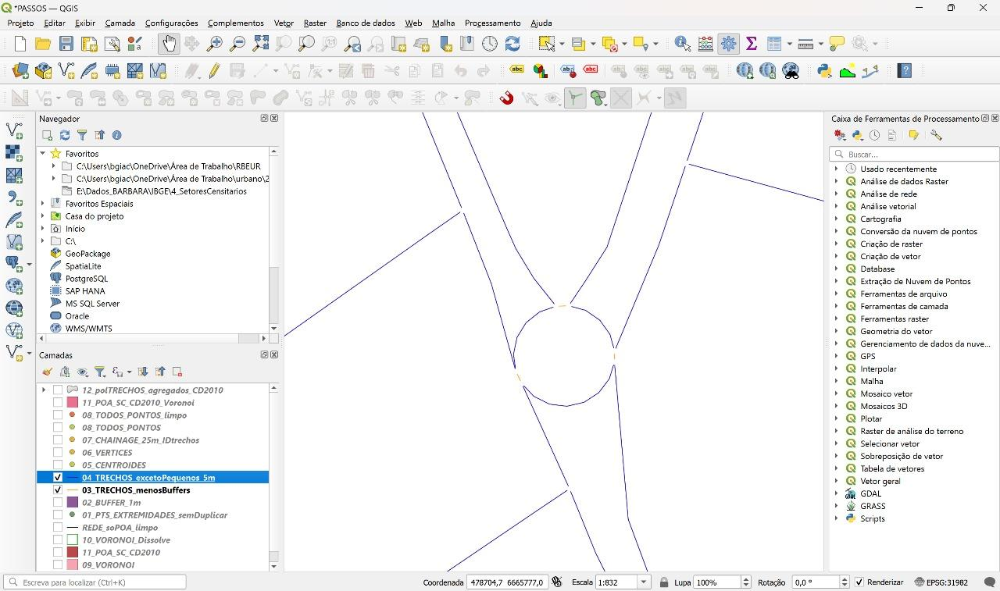 *PASSOS — QGIS
Projeto Editar Exibir Camada Configurações Complementos Vetor Raster Banco de dados Web Malha Processamento Ajuda
abc abc abc
Navegador
Favoritos
C:\Users\bgiac\OneDrive\Área de Trabalho\RBEUR
C:\Users\bgiac\OneDrive\Área de Trabalho\urbano\2
E:\Dados_BARBARA\IBGE\4_SetoresCensitarios
Favoritos Espaciais
Casa do projeto
Início
C:\
GeoPackage
SpatiaLite
PostgreSQL
SAP HANA
MS SQL Server
Oracle
WMS/WMTS
Camadas
12_polTRECHOS_agregados_CD2010
11_POA_SC_CD2010_Voronoi
08_TODOS_PONTOS_limpo
08_TODOS_PONTOS
07_CHAINAGE_25m_IDtrechos
06_VERTICES
05_CENTROIDES
04_TRECHOS_excetoPequenos_5m
03_TRECHOS_menosBuffers
02_BUFFER_1m
01_PTS_EXTREMIDADES_semDuplicar
REDE_soPOA_limpo
10_VORONOI_Dissolve
11_POA_SC_CD2010
09_VORONOI
Caixa de Ferramentas de Processamento
Buscar...
Usado recentemente
Análise de dados Raster
Análise de rede
Análise vetorial
Cartografia
Conversão da nuvem de pontos
Criação de raster
Criação de vetor
Database
Extração de Nuvem de Pontos
Ferramentas de arquivo
Ferramentas de camada
Ferramentas raster
Geometria do vetor
Gerenciamento de dados da nuve...
GPS
Interpolar
Malha
Mosaico vetor
Mosaicos 3D
Plotar
Raster de análise do terreno
Selecionar vetor
Sobreposição de vetor
Tabela de vetores
Vetor geral
GDAL
GRASS
Scripts
Escreva para localizar (Ctrl+K) Coordenada 478704,7 6665777,0 Escala 1:832 Lupa 100% Rotação 0,0 ° Renderizar EPSG:31982